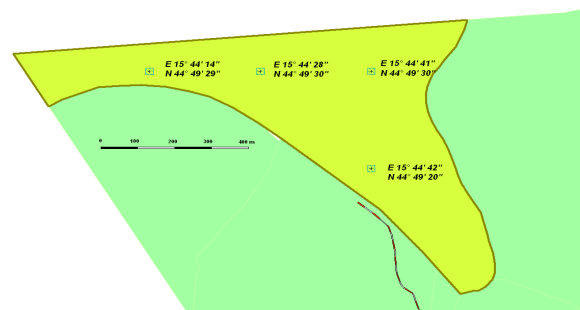 E 15° 44' 14" E 15° 44' 28" E 15° 44' 41"
N 44° 49' 29" N 44° 49' 30" N 44° 49' 30"
0 100 200 300 400 m
E 15° 44' 42"
N 44° 49' 20"